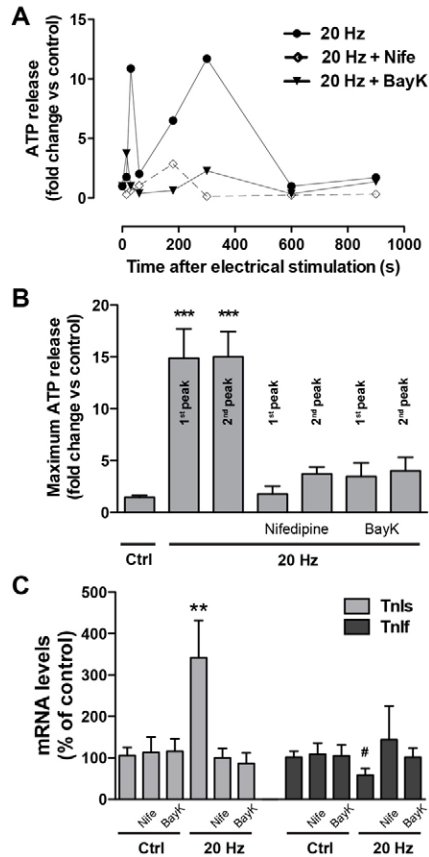 A
ATP release
(fold change vs control)
15
10
5
0
20 Hz
20 Hz + Nife
20 Hz + BayK
0 200 400 600 800 1000
Time after electrical stimulation (s)
B
Maximum ATP release
(fold change vs control)
20
15
10
5
0
*** ***
1st peak 2nd peak 1st peak 2nd peak 1st peak 2nd peak
Nifedipine BayK
Ctrl 20 Hz
C
mRNA levels
(% of control)
500
400
300
200
100
0
TnIs
TnIf
**
#
Nife BayK Nife BayK Nife BayK Nife BayK
Ctrl 20 Hz Ctrl 20 Hz